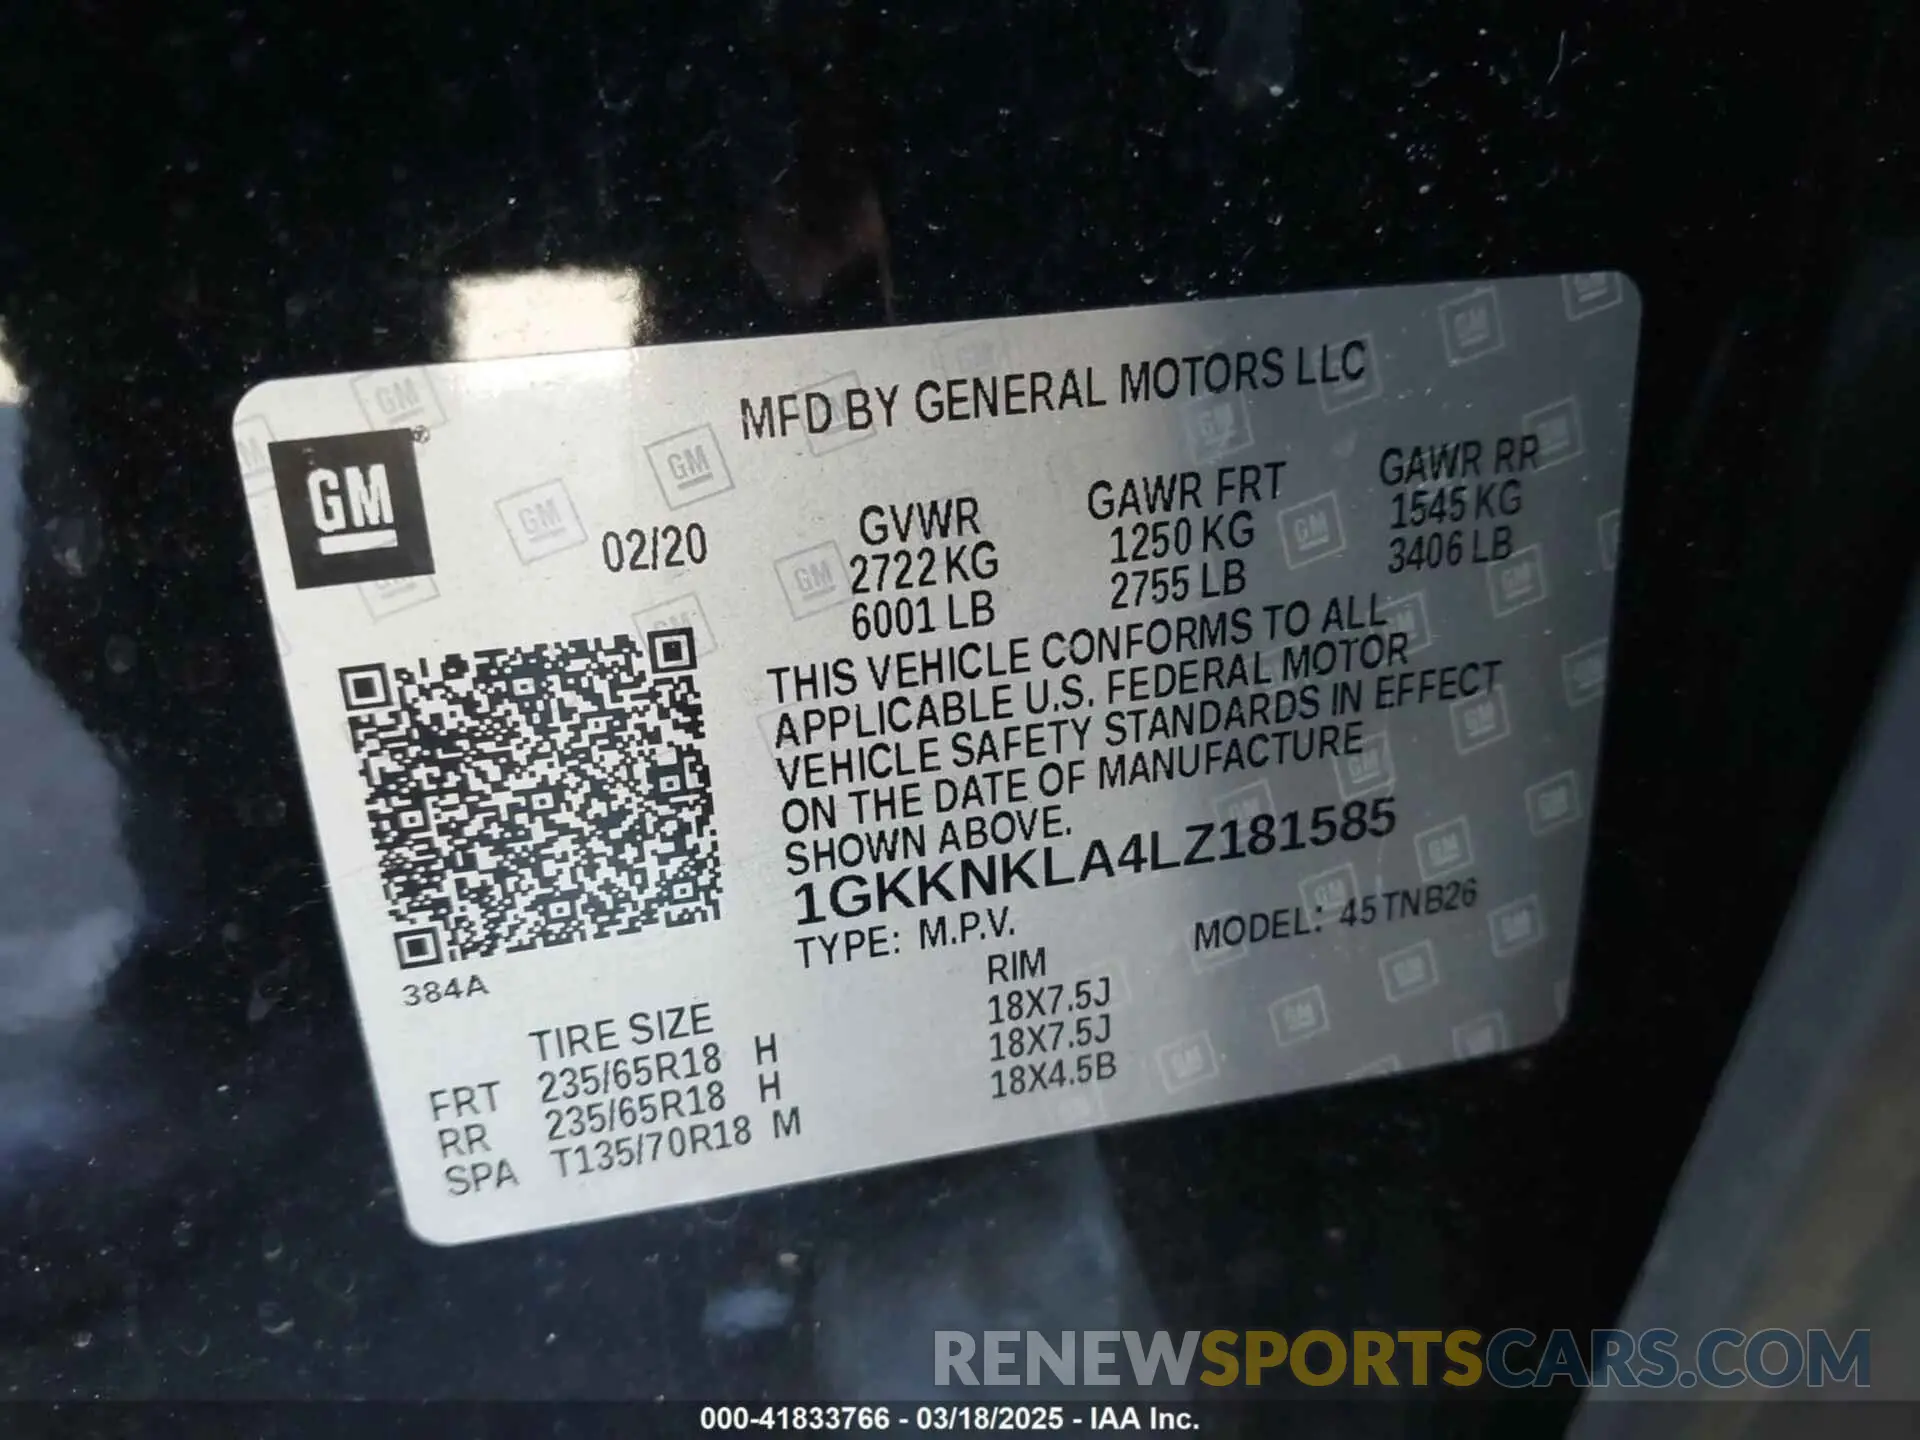 MFD BY GENERAL MOTORS LLC
GM®
02/20
GVWR
2722 KG
6001 LB
GAWR FRT
1250 KG
2755 LB
GAWR RR
1545 KG
3406 LB
THIS VEHICLE CONFORMS TO ALL
APPLICABLE U.S. FEDERAL MOTOR
VEHICLE SAFETY STANDARDS IN EFFECT
ON THE DATE OF MANUFACTURE
SHOWN ABOVE.
1GKKNKLA4LZ181585
TYPE: M.P.V. MODEL: 45TNB26
384A
TIRE SIZE RIM
FRT 235/65R18 H 18X7.5J
RR 235/65R18 H 18X7.5J
SPA T135/70R18 M 18X4.5B
RENEWSPORTSCARS.COM
000-41833766 - 03/18/2025 - IAA Inc.